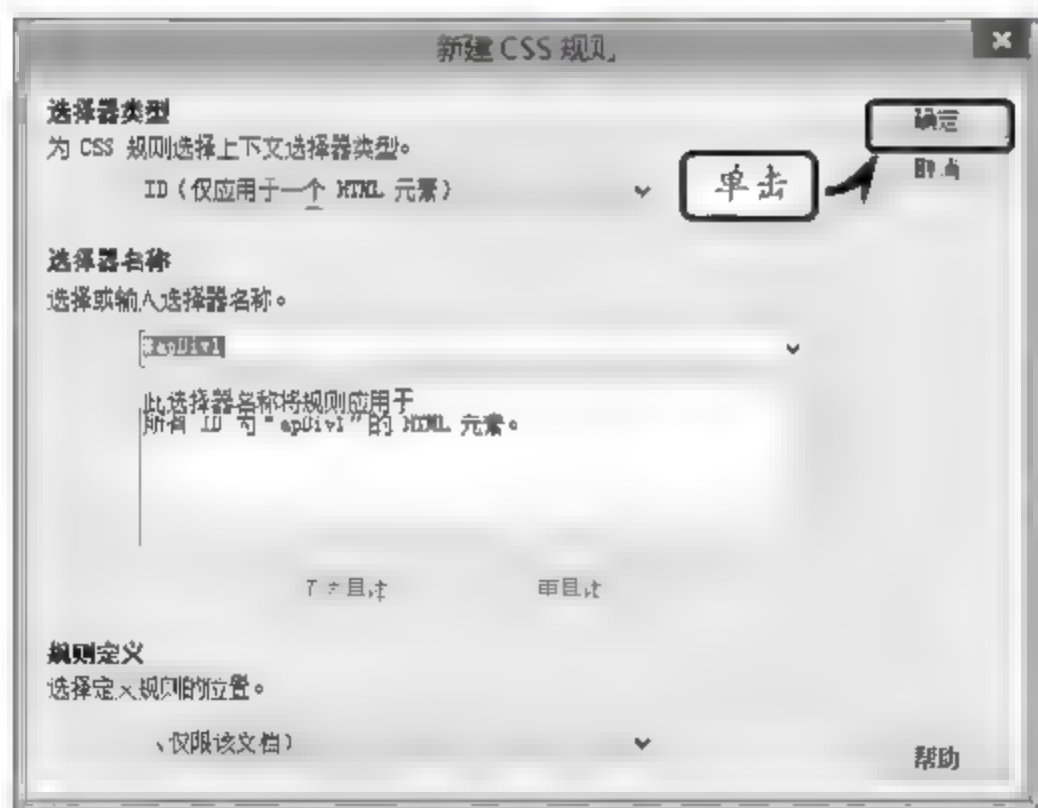 新建 CSS 规则
选择器类型
确定
为 CSS 规则选择上下文选择器类型。
取消
ID（仅应用于一个 HTML 元素）
单击
选择器名称
选择或输入选择器名称。
#apDiv1
此选择器名称将规则应用于
所有 ID 为“apDiv1”的 HTML 元素。
规则定义
选择定义规则的位置。
仅限该文档）
帮助